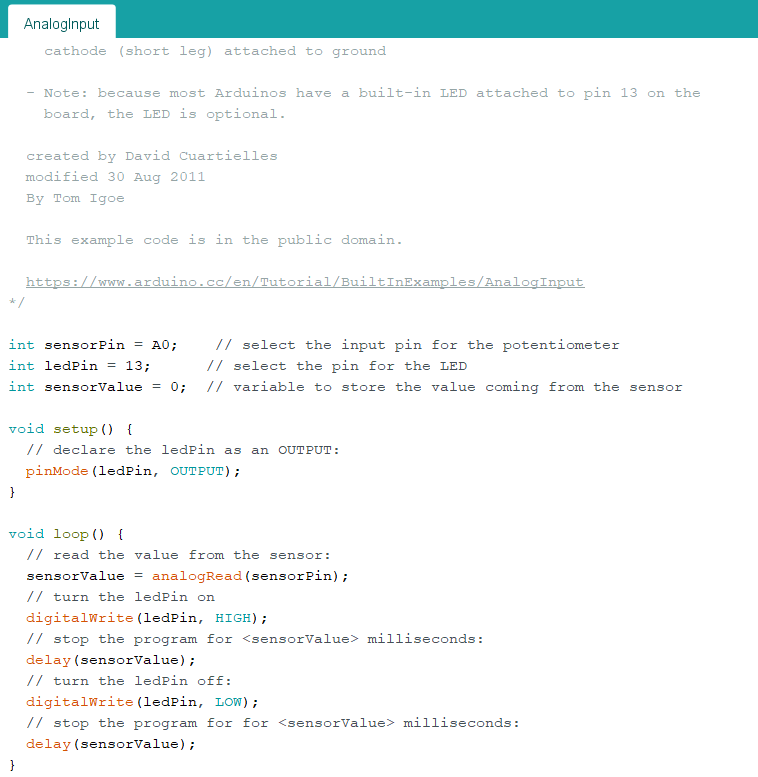 AnalogInput
cathode (short leg) attached to ground
- Note: because most Arduinos have a built-in LED attached to pin 13 on the
board, the LED is optional.
created by David Cuartielles
modified 30 Aug 2011
By Tom Igoe
This example code is in the public domain.
https://www.arduino.cc/en/Tutorial/BuiltInExamples/AnalogInput
*/
int sensorPin = A0;    // select the input pin for the potentiometer
int ledPin = 13;      // select the pin for the LED
int sensorValue = 0;  // variable to store the value coming from the sensor
void setup() {
  // declare the ledPin as an OUTPUT:
  pinMode(ledPin, OUTPUT);
}
void loop() {
  // read the value from the sensor:
  sensorValue = analogRead(sensorPin);
  // turn the ledPin on
  digitalWrite(ledPin, HIGH);
  // stop the program for <sensorValue> milliseconds:
  delay(sensorValue);
  // turn the ledPin off:
  digitalWrite(ledPin, LOW);
  // stop the program for for <sensorValue> milliseconds:
  delay(sensorValue);
}